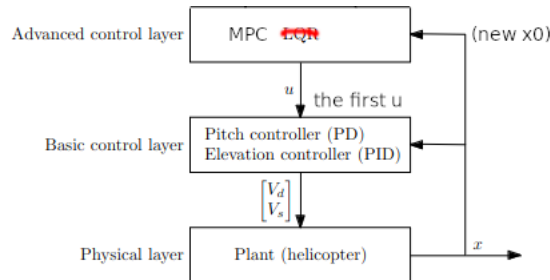 Advanced control layer
MPC LQR
(new x0)
u
the first u
Basic control layer
Pitch controller (PD)
Elevation controller (PID)
V_d
V_s
Physical layer
Plant (helicopter)
x